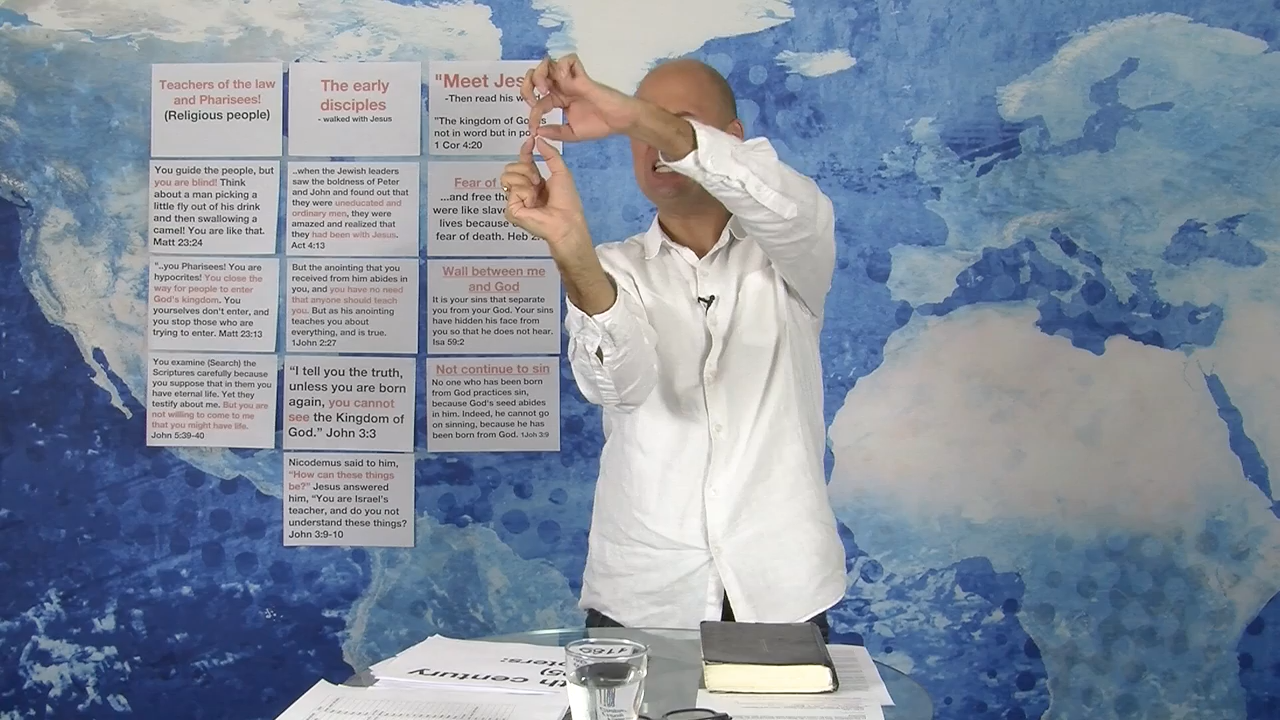 Teachers of the law
and Pharisees!
(Religious people)
You guide the people, but
you are blind! Think
about a man picking a
little fly out of his drink
and then swallowing a
camel! You are like that.
Matt 23:24
"..you Pharisees! You are
hypocrites! You close the
way for people to enter
God's kingdom. You
yourselves don't enter, and
you stop those who are
trying to enter. Matt 23:13
You examine (Search) the
Scriptures carefully because
you suppose that in them you
have eternal life. Yet they
testify about me. But you are
not willing to come to me
that you might have life.
John 5:39-40
The early
disciples
- walked with Jesus
..when the Jewish leaders
saw the boldness of Peter
and John and found out that
they were uneducated and
ordinary men, they were
amazed and realized that
they had been with Jesus.
Act 4:13
But the anointing that you
received from him abides in
you, and you have no need
that anyone should teach
you. But as his anointing
teaches you about
everything, and is true.
1John 2:27
“I tell you the truth,
unless you are born
again, you cannot
see the Kingdom of
God.” John 3:3
Nicodemus said to him,
“How can these things
be?” Jesus answered
him, “You are Israel's
teacher, and do you not
understand these things?
John 3:9-10
"Meet Jes
-Then read his w
"The kingdom of God's
not in word but in po
1 Cor 4:20
Fear of
...and free th
were like slave
lives because
fear of death. Heb 2
Wall between me
and God
It is your sins that separate
you from your God. Your sins
have hidden his face from
you so that he does not hear.
Isa 59:2
Not continue to sin
No one who has been born
from God practices sin,
because God's seed abides
in him. Indeed, he cannot go
on sinning, because he has
been born from God. 1Joh 3:9
th century